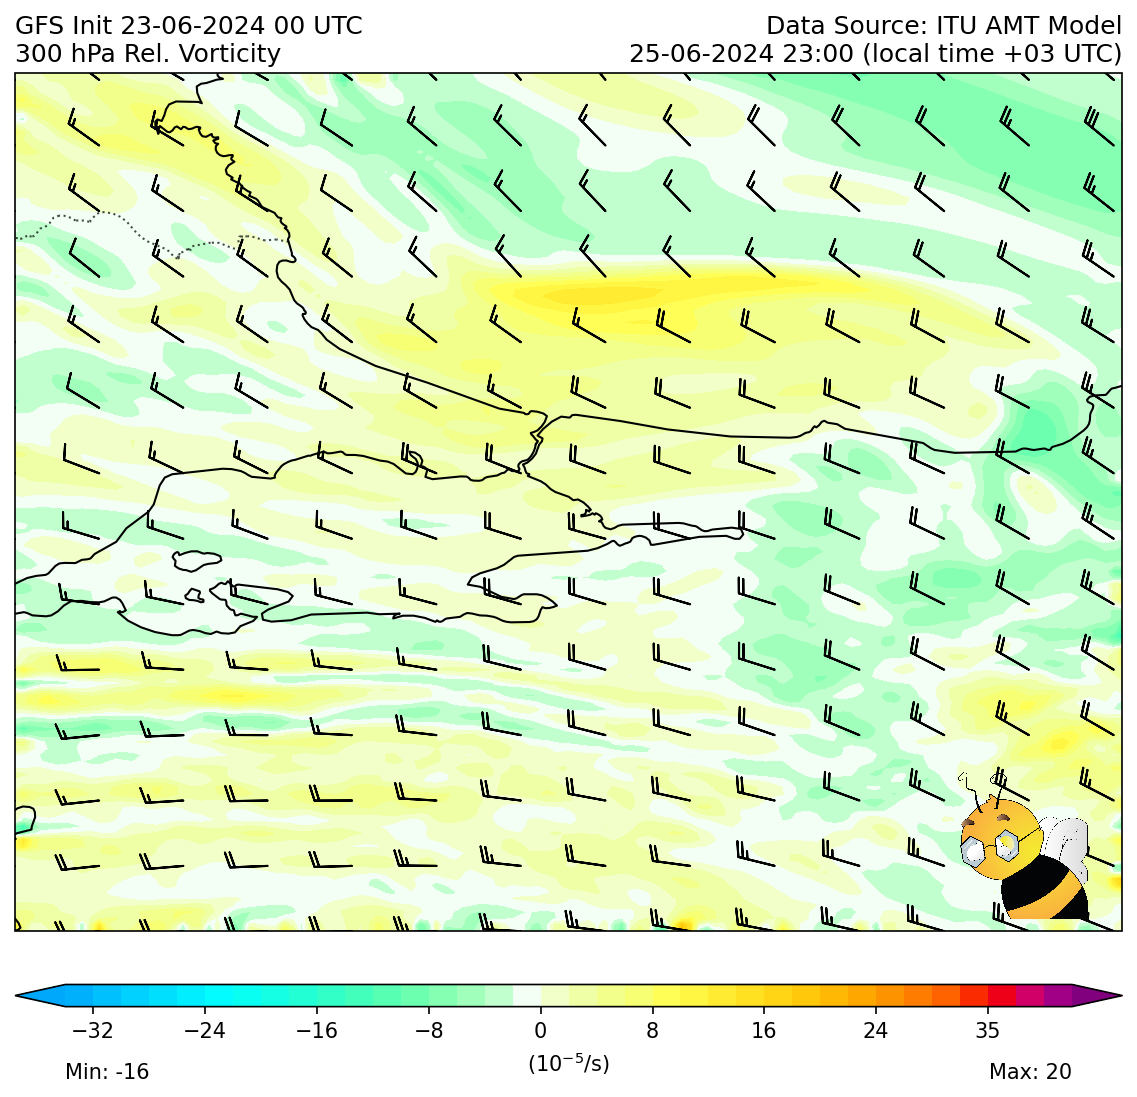 GFS Init 23-06-2024 00 UTC
Data Source: ITU AMT Model
300 hPa Rel. Vorticity
25-06-2024 23:00 (local time +03 UTC)
−32 −24 −16 −8 0 8 16 24 35
(10⁻⁵/s)
Min: -16
Max: 20